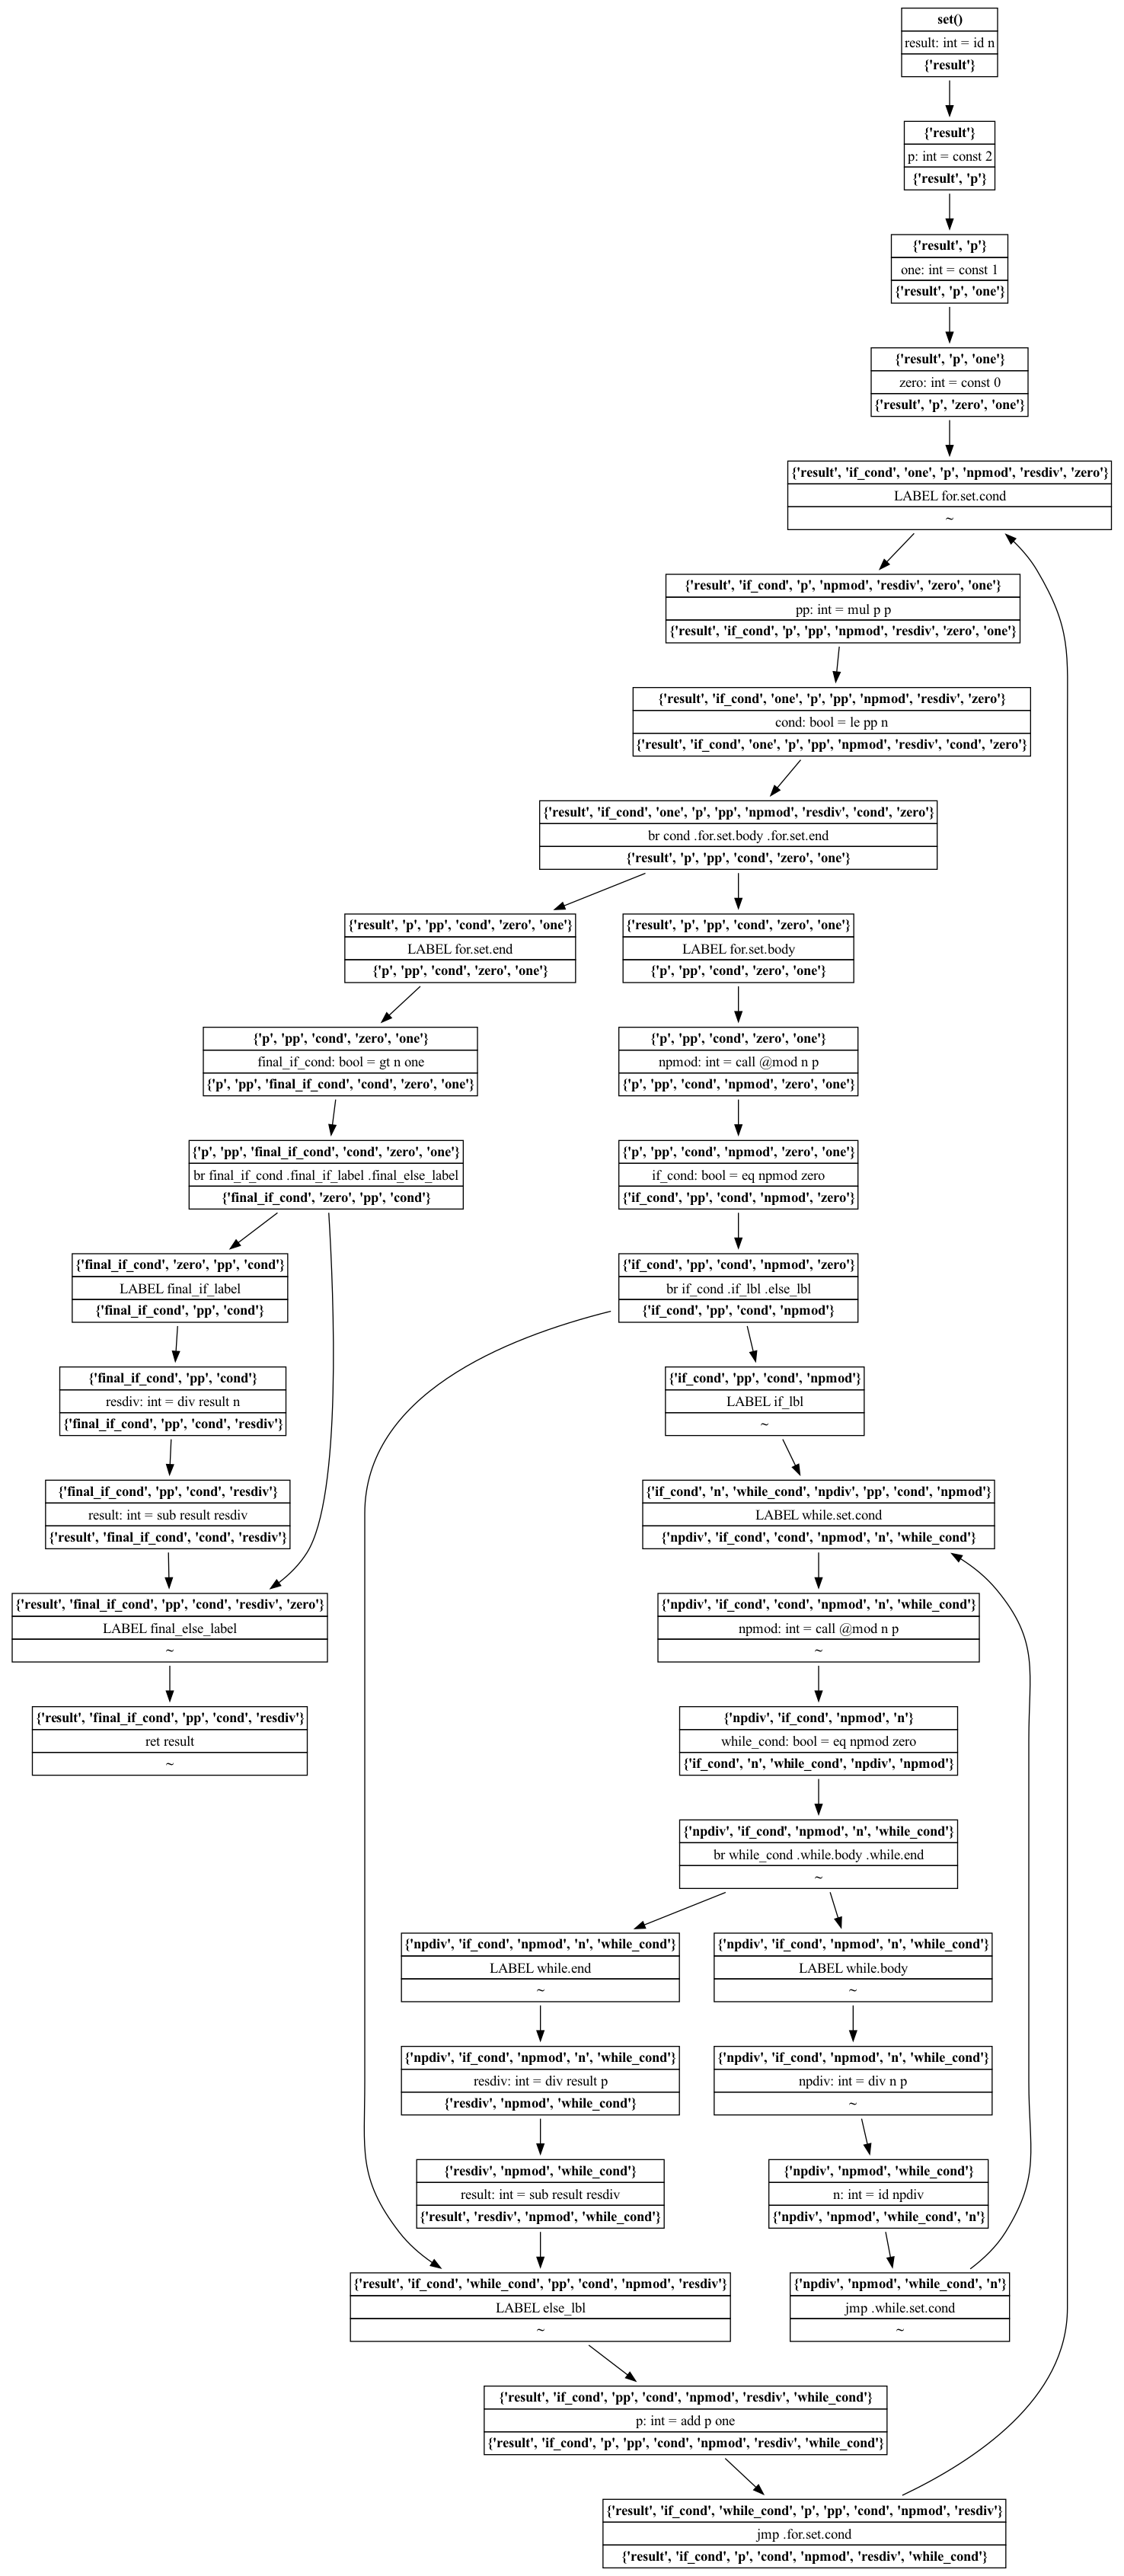 set()
result: int = id n
{'result'}
{'result'}
p: int = const 2
{'result', 'p'}
{'result', 'p'}
one: int = const 1
{'result', 'p', 'one'}
{'result', 'p', 'one'}
zero: int = const 0
{'result', 'p', 'zero', 'one'}
{'result', 'if_cond', 'one', 'p', 'npmod', 'resdiv', 'zero'}
LABEL for.set.cond
~
{'result', 'if_cond', 'p', 'npmod', 'resdiv', 'zero', 'one'}
pp: int = mul p p
{'result', 'if_cond', 'p', 'pp', 'npmod', 'resdiv', 'zero', 'one'}
{'result', 'if_cond', 'one', 'p', 'pp', 'npmod', 'resdiv', 'zero'}
cond: bool = le pp n
{'result', 'if_cond', 'one', 'p', 'pp', 'npmod', 'resdiv', 'cond', 'zero'}
{'result', 'if_cond', 'one', 'p', 'pp', 'npmod', 'resdiv', 'cond', 'zero'}
br cond .for.set.body .for.set.end
{'result', 'p', 'pp', 'cond', 'zero', 'one'}
{'result', 'p', 'pp', 'cond', 'zero', 'one'}
LABEL for.set.end
{'p', 'pp', 'cond', 'zero', 'one'}
{'result', 'p', 'pp', 'cond', 'zero', 'one'}
LABEL for.set.body
{'p', 'pp', 'cond', 'zero', 'one'}
{'p', 'pp', 'cond', 'zero', 'one'}
final_if_cond: bool = gt n one
{'p', 'pp', 'final_if_cond', 'cond', 'zero', 'one'}
{'p', 'pp', 'cond', 'zero', 'one'}
npmod: int = call @mod n p
{'p', 'pp', 'cond', 'npmod', 'zero', 'one'}
{'p', 'pp', 'final_if_cond', 'cond', 'zero', 'one'}
br final_if_cond .final_if_label .final_else_label
{'final_if_cond', 'zero', 'pp', 'cond'}
{'p', 'pp', 'cond', 'npmod', 'zero', 'one'}
if_cond: bool = eq npmod zero
{'if_cond', 'pp', 'cond', 'npmod', 'zero'}
{'final_if_cond', 'zero', 'pp', 'cond'}
LABEL final_if_label
{'final_if_cond', 'pp', 'cond'}
{'if_cond', 'pp', 'cond', 'npmod', 'zero'}
br if_cond .if_lbl .else_lbl
{'if_cond', 'pp', 'cond', 'npmod'}
{'final_if_cond', 'pp', 'cond'}
resdiv: int = div result n
{'final_if_cond', 'pp', 'cond', 'resdiv'}
{'if_cond', 'pp', 'cond', 'npmod'}
LABEL if_lbl
~
{'final_if_cond', 'pp', 'cond', 'resdiv'}
result: int = sub result resdiv
{'result', 'final_if_cond', 'cond', 'resdiv'}
{'if_cond', 'n', 'while_cond', 'npdiv', 'pp', 'cond', 'npmod'}
LABEL while.set.cond
{'npdiv', 'if_cond', 'cond', 'npmod', 'n', 'while_cond'}
{'result', 'final_if_cond', 'pp', 'cond', 'resdiv', 'zero'}
LABEL final_else_label
~
{'npdiv', 'if_cond', 'cond', 'npmod', 'n', 'while_cond'}
npmod: int = call @mod n p
~
{'result', 'final_if_cond', 'pp', 'cond', 'resdiv'}
ret result
~
{'npdiv', 'if_cond', 'npmod', 'n'}
while_cond: bool = eq npmod zero
{'if_cond', 'n', 'while_cond', 'npdiv', 'npmod'}
{'npdiv', 'if_cond', 'npmod', 'n', 'while_cond'}
br while_cond .while.body .while.end
~
{'npdiv', 'if_cond', 'npmod', 'n', 'while_cond'}
LABEL while.end
~
{'npdiv', 'if_cond', 'npmod', 'n', 'while_cond'}
LABEL while.body
~
{'npdiv', 'if_cond', 'npmod', 'n', 'while_cond'}
resdiv: int = div result p
{'resdiv', 'npmod', 'while_cond'}
{'npdiv', 'if_cond', 'npmod', 'n', 'while_cond'}
npdiv: int = div n p
~
{'resdiv', 'npmod', 'while_cond'}
result: int = sub result resdiv
{'result', 'resdiv', 'npmod', 'while_cond'}
{'npdiv', 'npmod', 'while_cond'}
n: int = id npdiv
{'npdiv', 'npmod', 'while_cond', 'n'}
{'result', 'if_cond', 'while_cond', 'pp', 'cond', 'npmod', 'resdiv'}
LABEL else_lbl
~
{'npdiv', 'npmod', 'while_cond', 'n'}
jmp .while.set.cond
~
{'result', 'if_cond', 'pp', 'cond', 'npmod', 'resdiv', 'while_cond'}
p: int = add p one
{'result', 'if_cond', 'p', 'pp', 'cond', 'npmod', 'resdiv', 'while_cond'}
{'result', 'if_cond', 'while_cond', 'p', 'pp', 'cond', 'npmod', 'resdiv'}
jmp .for.set.cond
{'result', 'if_cond', 'p', 'cond', 'npmod', 'resdiv', 'while_cond'}